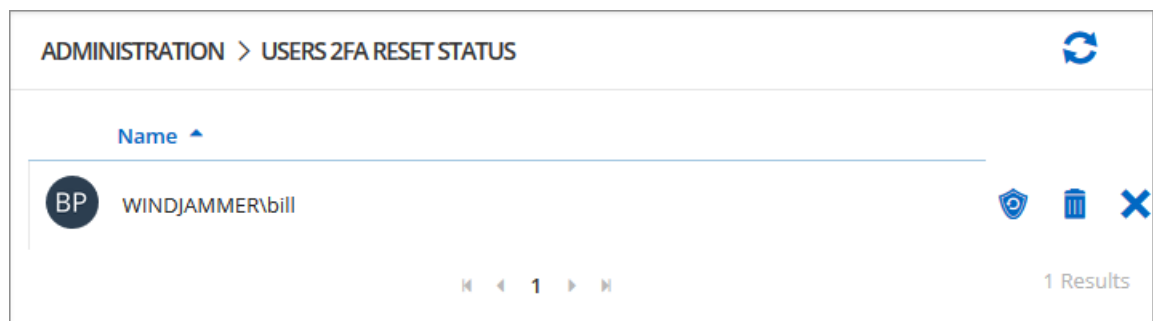 ADMINISTRATION > USERS 2FA RESET STATUS
Name
BP WINDJAMMER\bill
1
1 Results